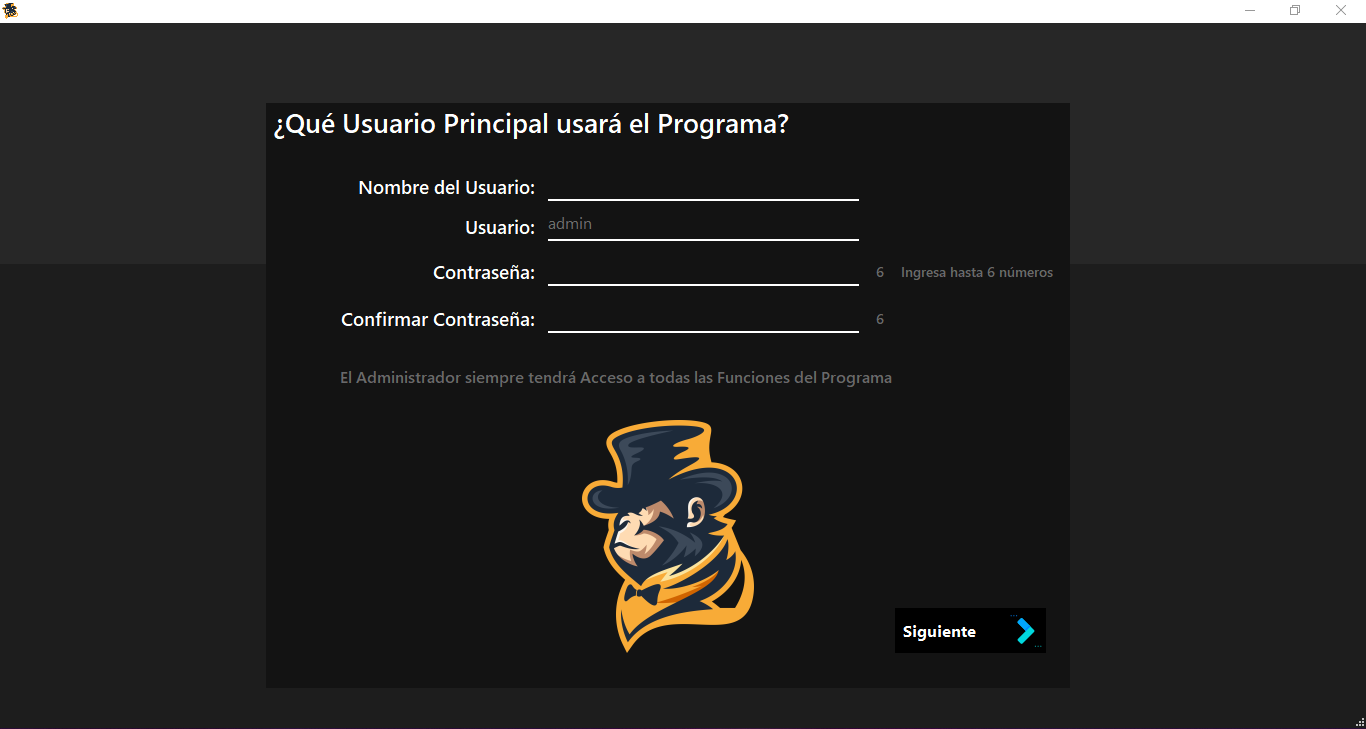 ¿Qué Usuario Principal usará el Programa?
Nombre del Usuario:
Usuario: admin
Contraseña: 6 Ingresa hasta 6 números
Confirmar Contraseña: 6
El Administrador siempre tendrá Acceso a todas las Funciones del Programa
Siguiente